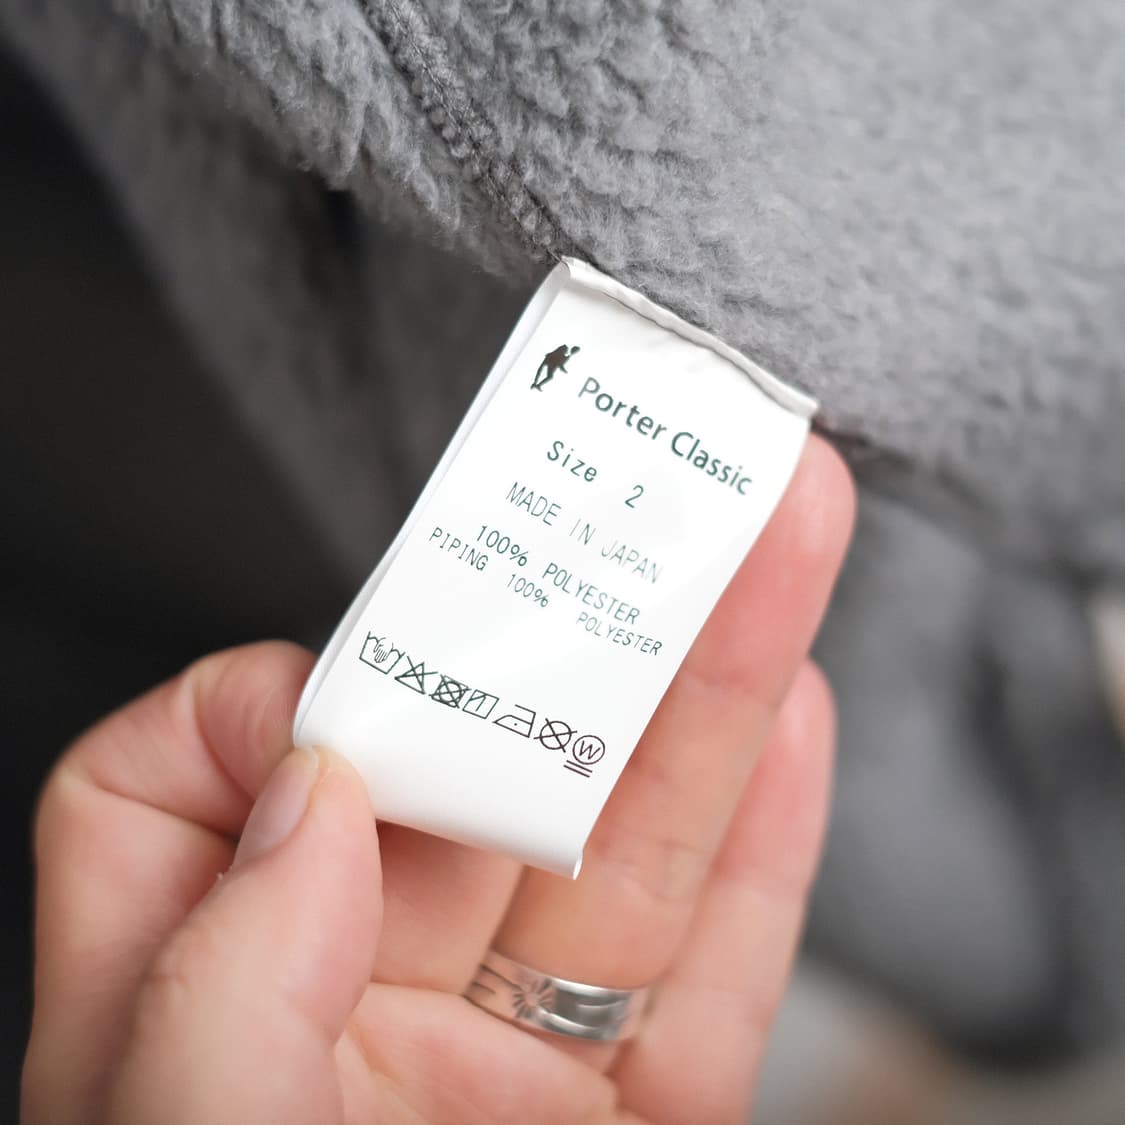 Porter Classic
Size 2
MADE IN JAPAN
100% POLYESTER
PIPING 100% POLYESTER
W